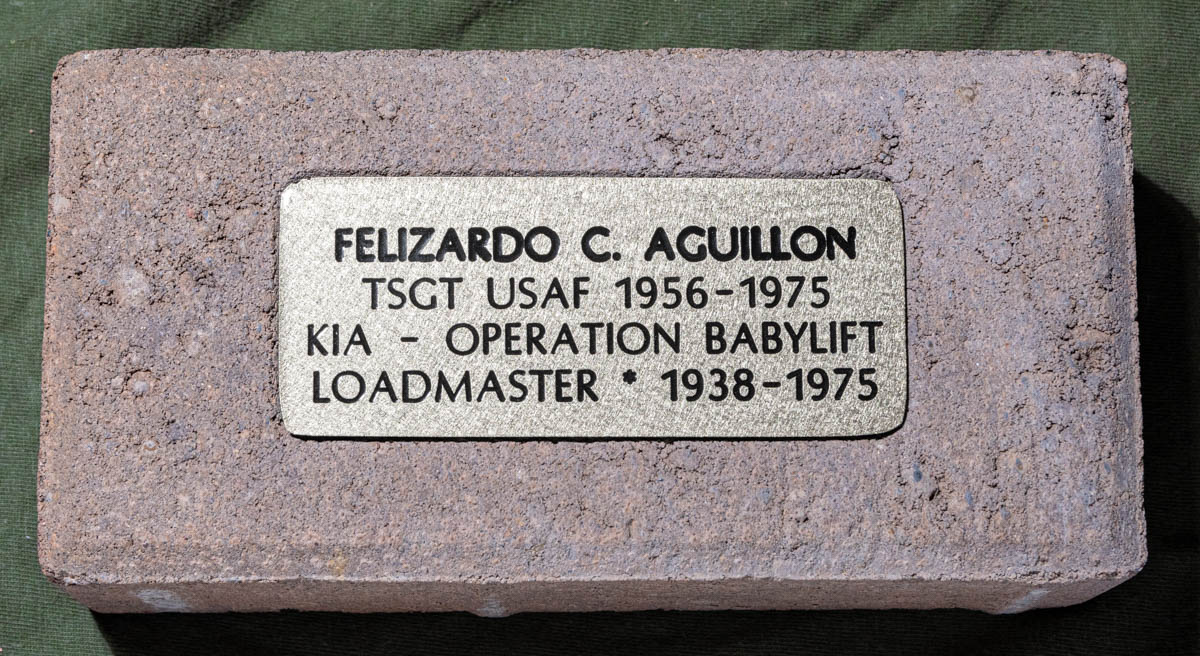 FELIZARDO C. AGUILLON
TSGT USAF 1956-1975
KIA - OPERATION BABYLIFT
LOADMASTER * 1938-1975